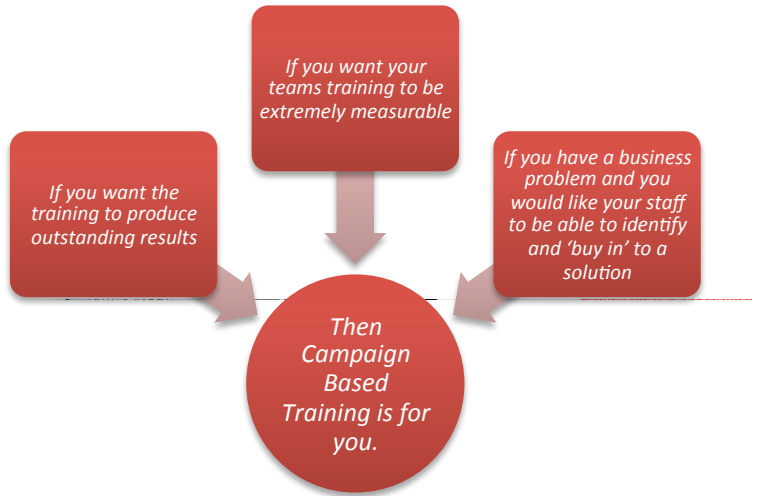 If you want your
teams training to be
extremely measurable
If you want the
training to produce
outstanding results
If you have a business
problem and you
would like your staff
to be able to identify
and ‘buy in’ to a
solution
Then
Campaign
Based
Training is for
you.